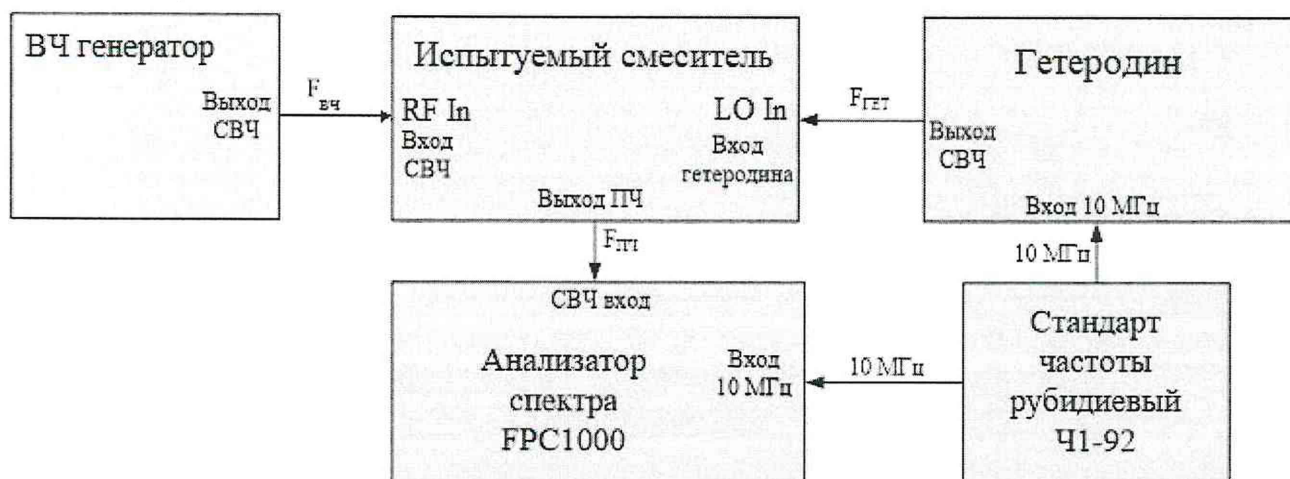 ВЧ генератор
Выход
СВЧ
Fвч
Испытуемый смеситель
RF In
Вход
СВЧ
LO In
Вход
гетеродина
Выход ПЧ
FГЕТ
Гетеродин
Выход
СВЧ
Вход 10 МГц
FПЧ
10 МГц
СВЧ вход
Анализатор
спектра
FPC1000
Вход
10 МГц
10 МГц
Стандарт
частоты
рубидиевый
Ч1-92